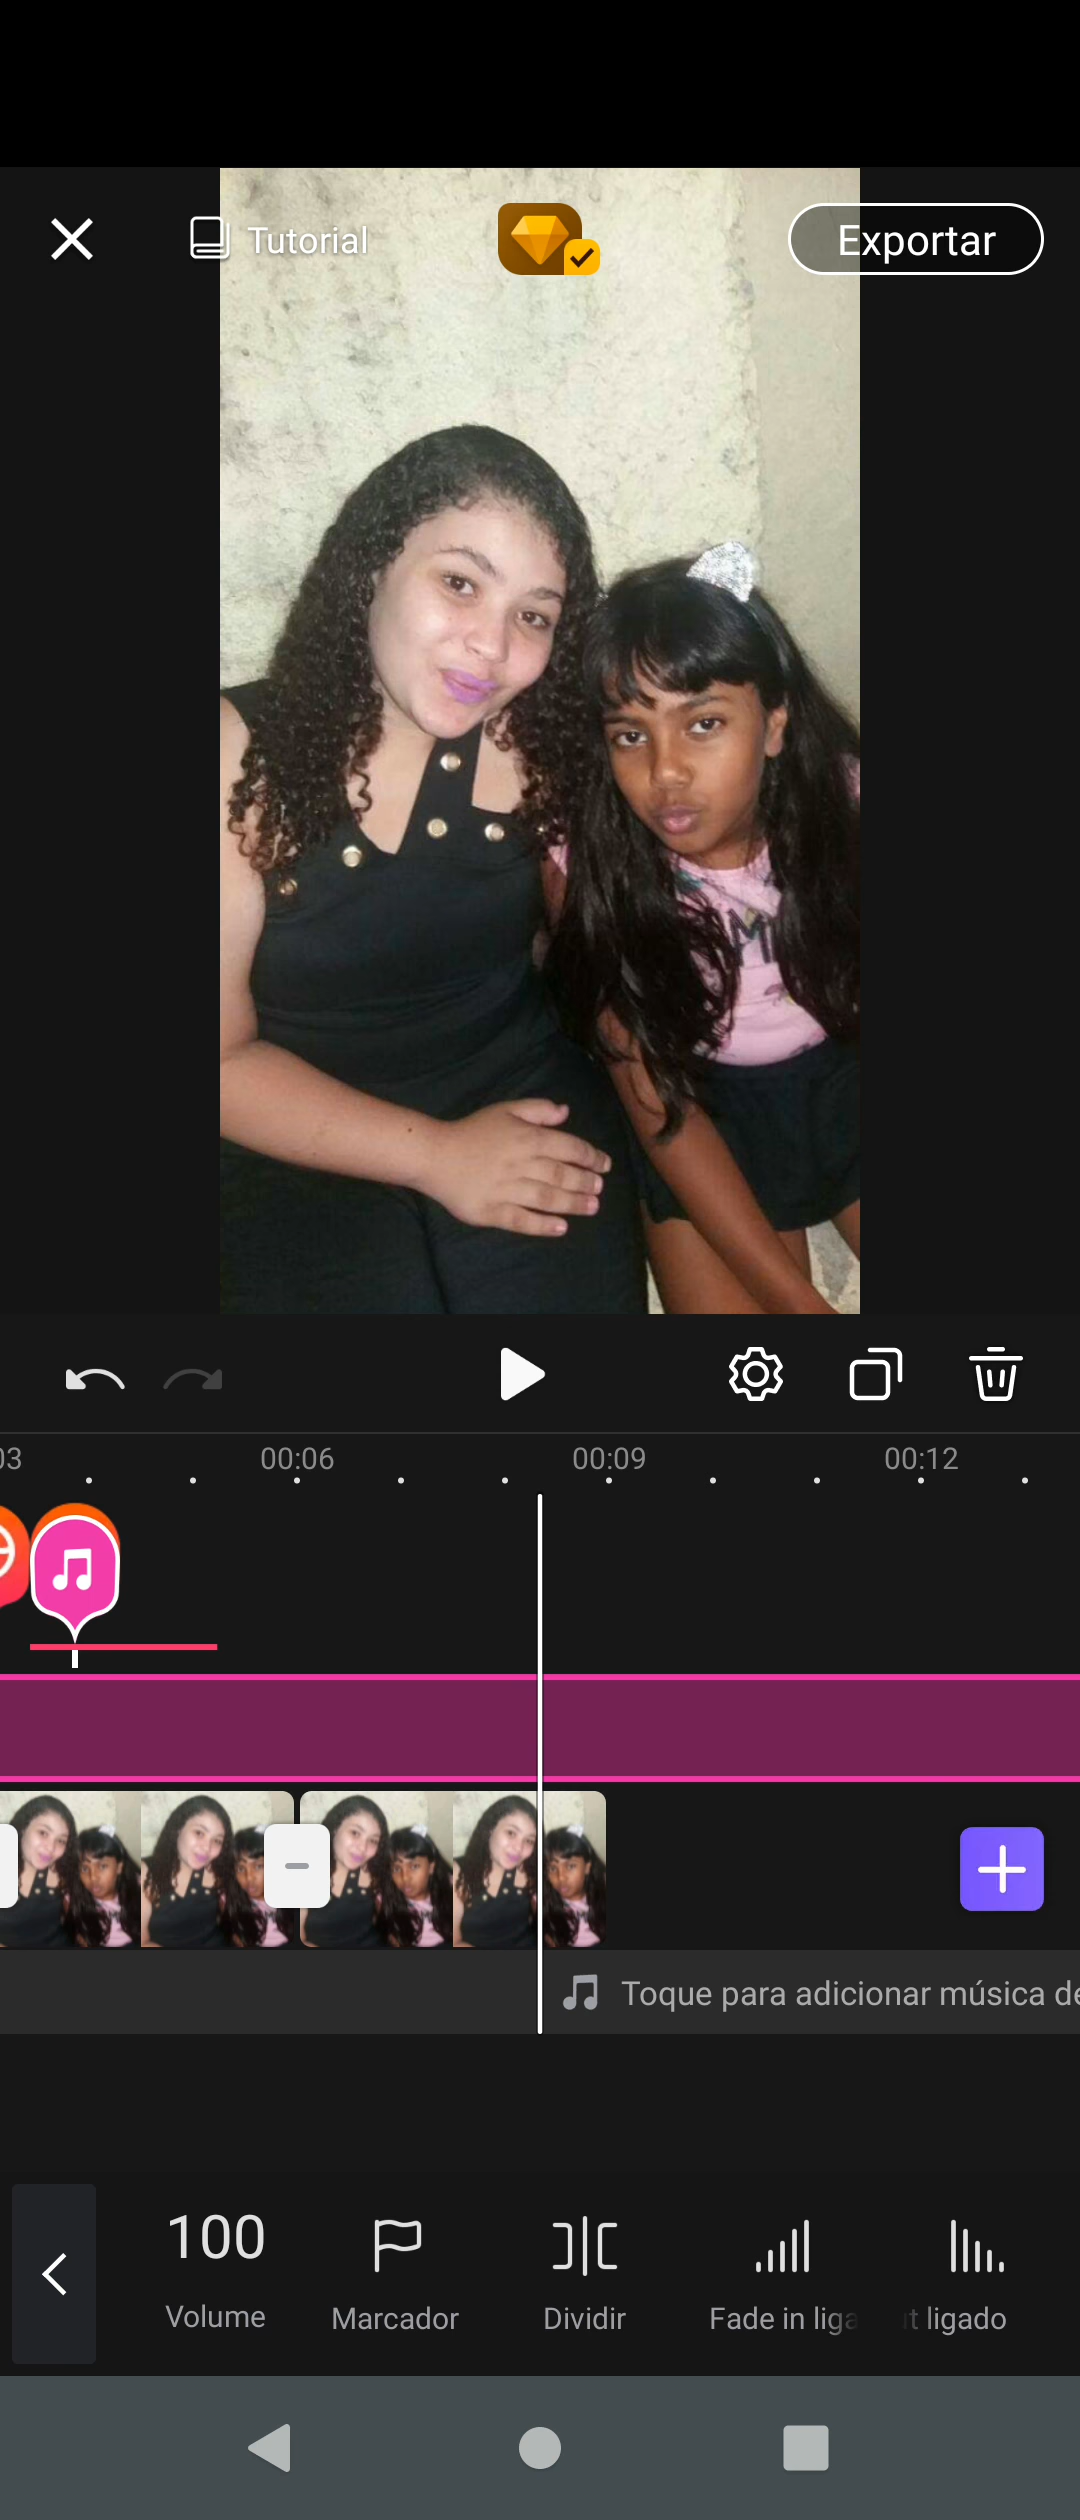 Tutorial
Exportar
03 00:06 00:09 00:12
Toque para adicionar música de
100
Volume Marcador Dividir Fade in liga t ligado